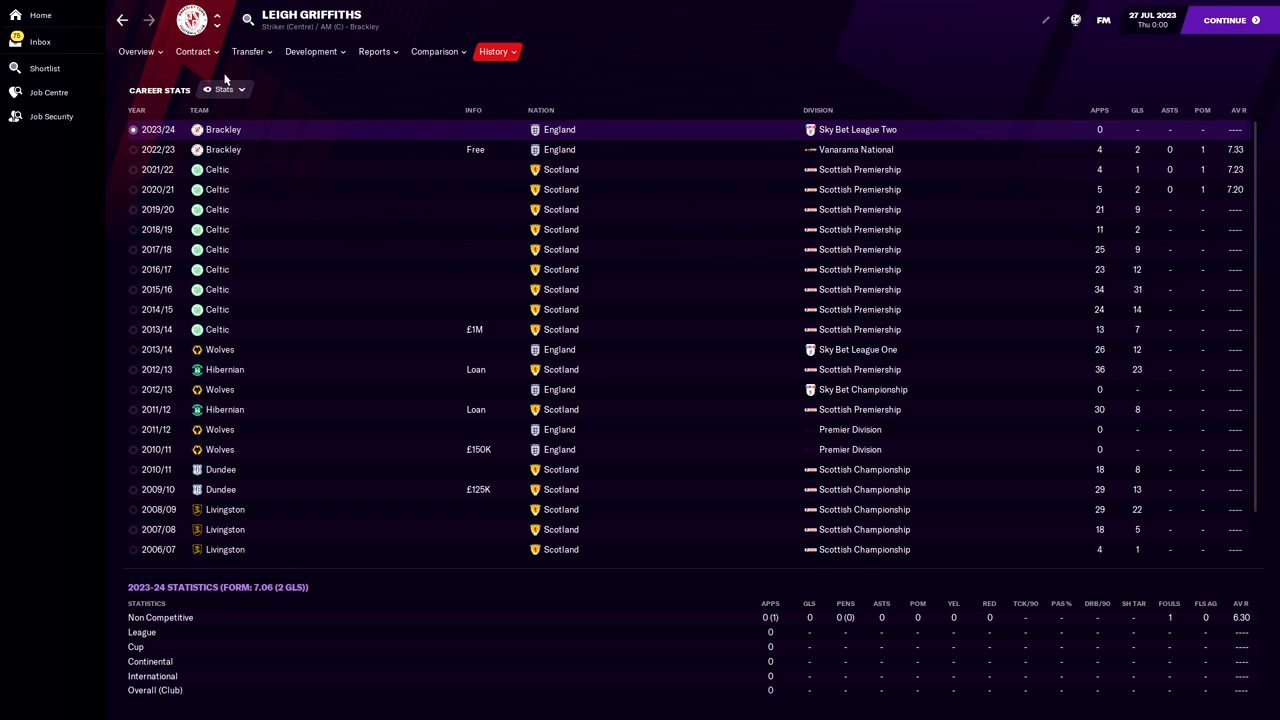 Home
75
Inbox
Shortlist
Job Centre
Job Security
LEIGH GRIFFITHS
Striker (Centre) / AM (C) - Brackley
FM
27 JUL 2023
Thu 0:00
CONTINUE
Overview Contract Transfer Development Reports Comparison History
CAREER STATS Stats
YEAR TEAM INFO NATION DIVISION APPS GLS ASTS POM AV R
2023/24 Brackley England Sky Bet League Two 0 - - - ----
2022/23 Brackley Free England Vanarama National 4 2 0 1 7.33
2021/22 Celtic Scotland Scottish Premiership 4 1 0 1 7.23
2020/21 Celtic Scotland Scottish Premiership 5 2 0 1 7.20
2019/20 Celtic Scotland Scottish Premiership 21 9 - - ----
2018/19 Celtic Scotland Scottish Premiership 11 2 - - ----
2017/18 Celtic Scotland Scottish Premiership 25 9 - - ----
2016/17 Celtic Scotland Scottish Premiership 23 12 - - ----
2015/16 Celtic Scotland Scottish Premiership 34 31 - - ----
2014/15 Celtic Scotland Scottish Premiership 24 14 - - ----
2013/14 Celtic £1M Scotland Scottish Premiership 13 7 - - ----
2013/14 Wolves England Sky Bet League One 26 12 - - ----
2012/13 Hibernian Loan Scotland Scottish Premiership 36 23 - - ----
2012/13 Wolves England Sky Bet Championship 0 - - - ----
2011/12 Hibernian Loan Scotland Scottish Premiership 30 8 - - ----
2011/12 Wolves England Premier Division 0 - - - ----
2010/11 Wolves £150K England Premier Division 0 - - - ----
2010/11 Dundee Scotland Scottish Championship 18 8 - - ----
2009/10 Dundee £125K Scotland Scottish Championship 29 13 - - ----
2008/09 Livingston Scotland Scottish Championship 29 22 - - ----
2007/08 Livingston Scotland Scottish Championship 18 5 - - ----
2006/07 Livingston Scotland Scottish Championship 4 1 - - ----
2023-24 STATISTICS (FORM: 7.06 (2 GLS))
STATISTICS APPS GLS PENS ASTS POM YEL RED TCK/90 PAS % DRB/90 SH TAR FOULS FLS AG AV R
Non Competitive 0 (1) 0 0 (0) 0 0 0 0 - - - - 1 0 6.30
League 0 - - - - - - - - - - - - ----
Cup 0 - - - - - - - - - - - - ----
Continental 0 - - - - - - - - - - - - ----
International 0 - - - - - - - - - - - - ----
Overall (Club) 0 - - - - - - - - - - - - ----